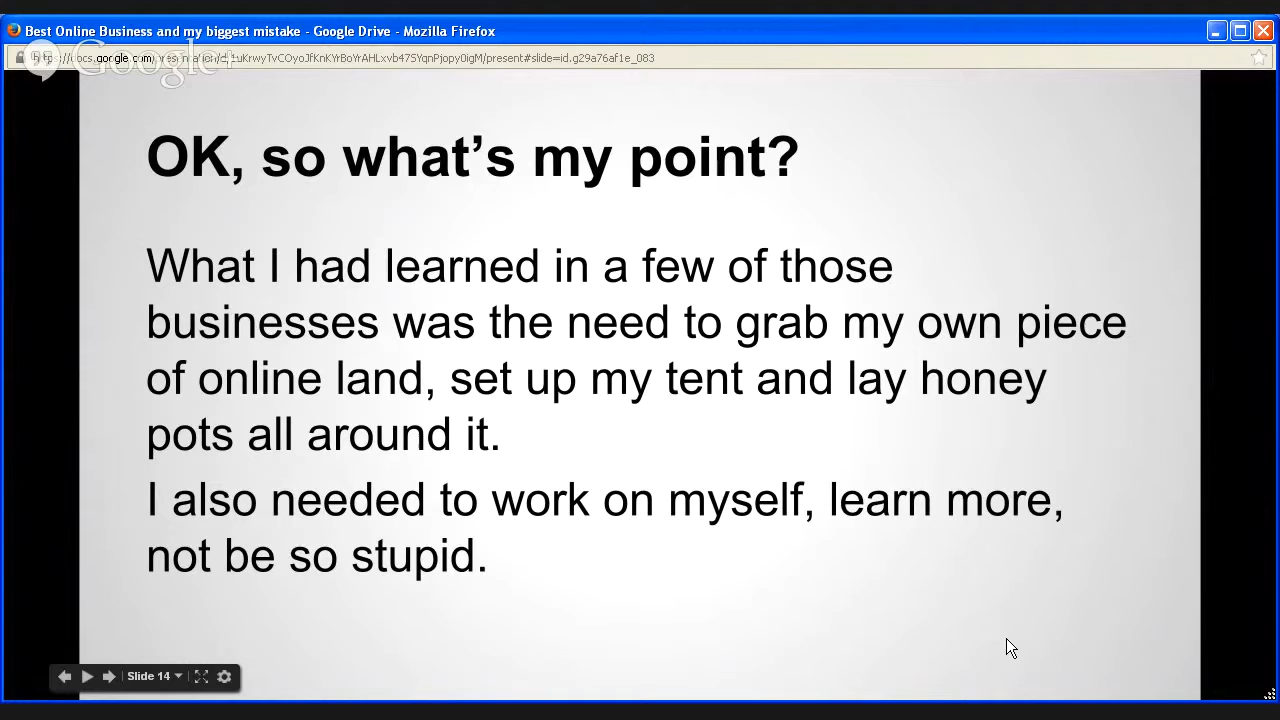 Best Online Business and my biggest mistake - Google Drive - Mozilla Firefox
Google+
OK, so what's my point?
What I had learned in a few of those
businesses was the need to grab my own piece
of online land, set up my tent and lay honey
pots all around it.
I also needed to work on myself, learn more,
not be so stupid.
Slide 14